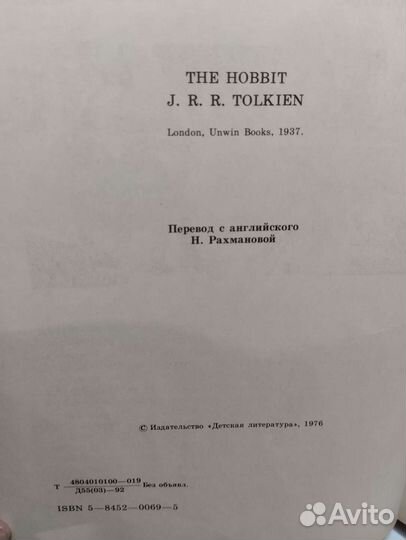 THE HOBBIT
J. R. R. TOLKIEN
London, Unwin Books, 1937.
Перевод с английского
Н. Рахмановой
© Издательство «Детская литература», 1976
Т 4804010100—019 Без объявл.
Д55(03)—92
ISBN 5—8452—0069—5
Avito